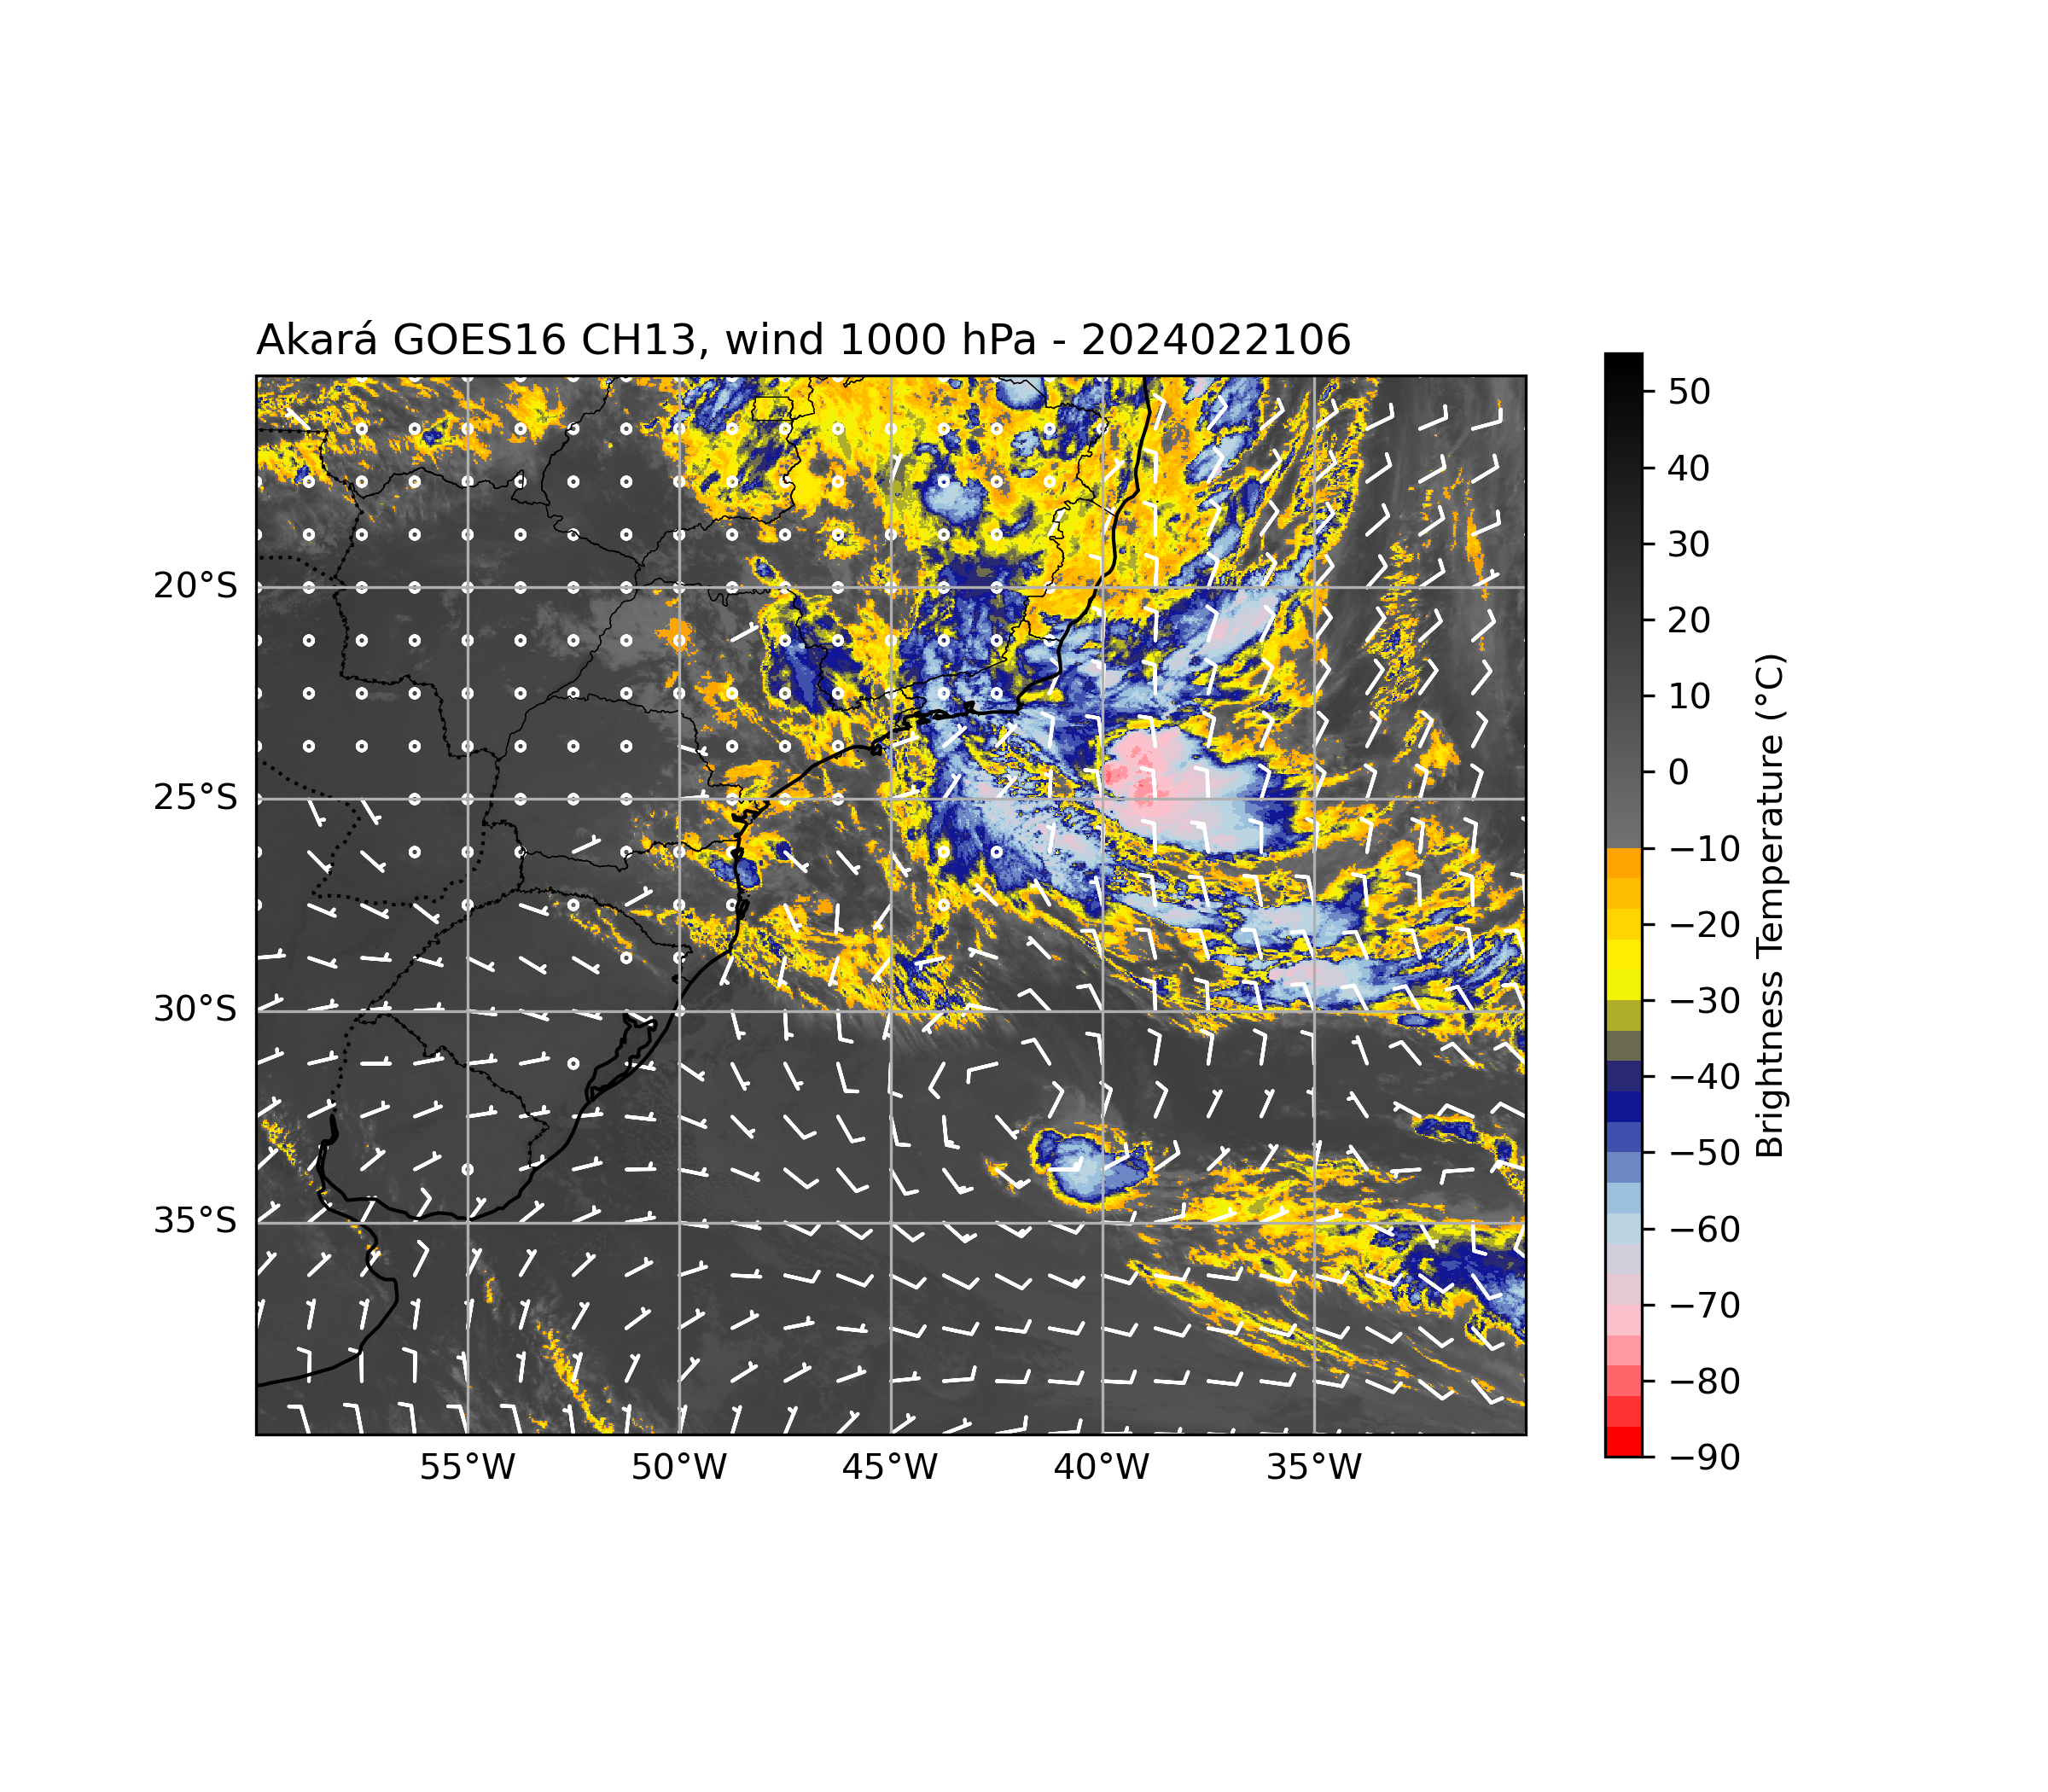 Akará GOES16 CH13, wind 1000 hPa - 2024022106
20°S
25°S
30°S
35°S
55°W
50°W
45°W
40°W
35°W
50
40
30
20
10
0
−10
−20
−30
−40
−50
−60
−70
−80
−90
Brightness Temperature (°C)